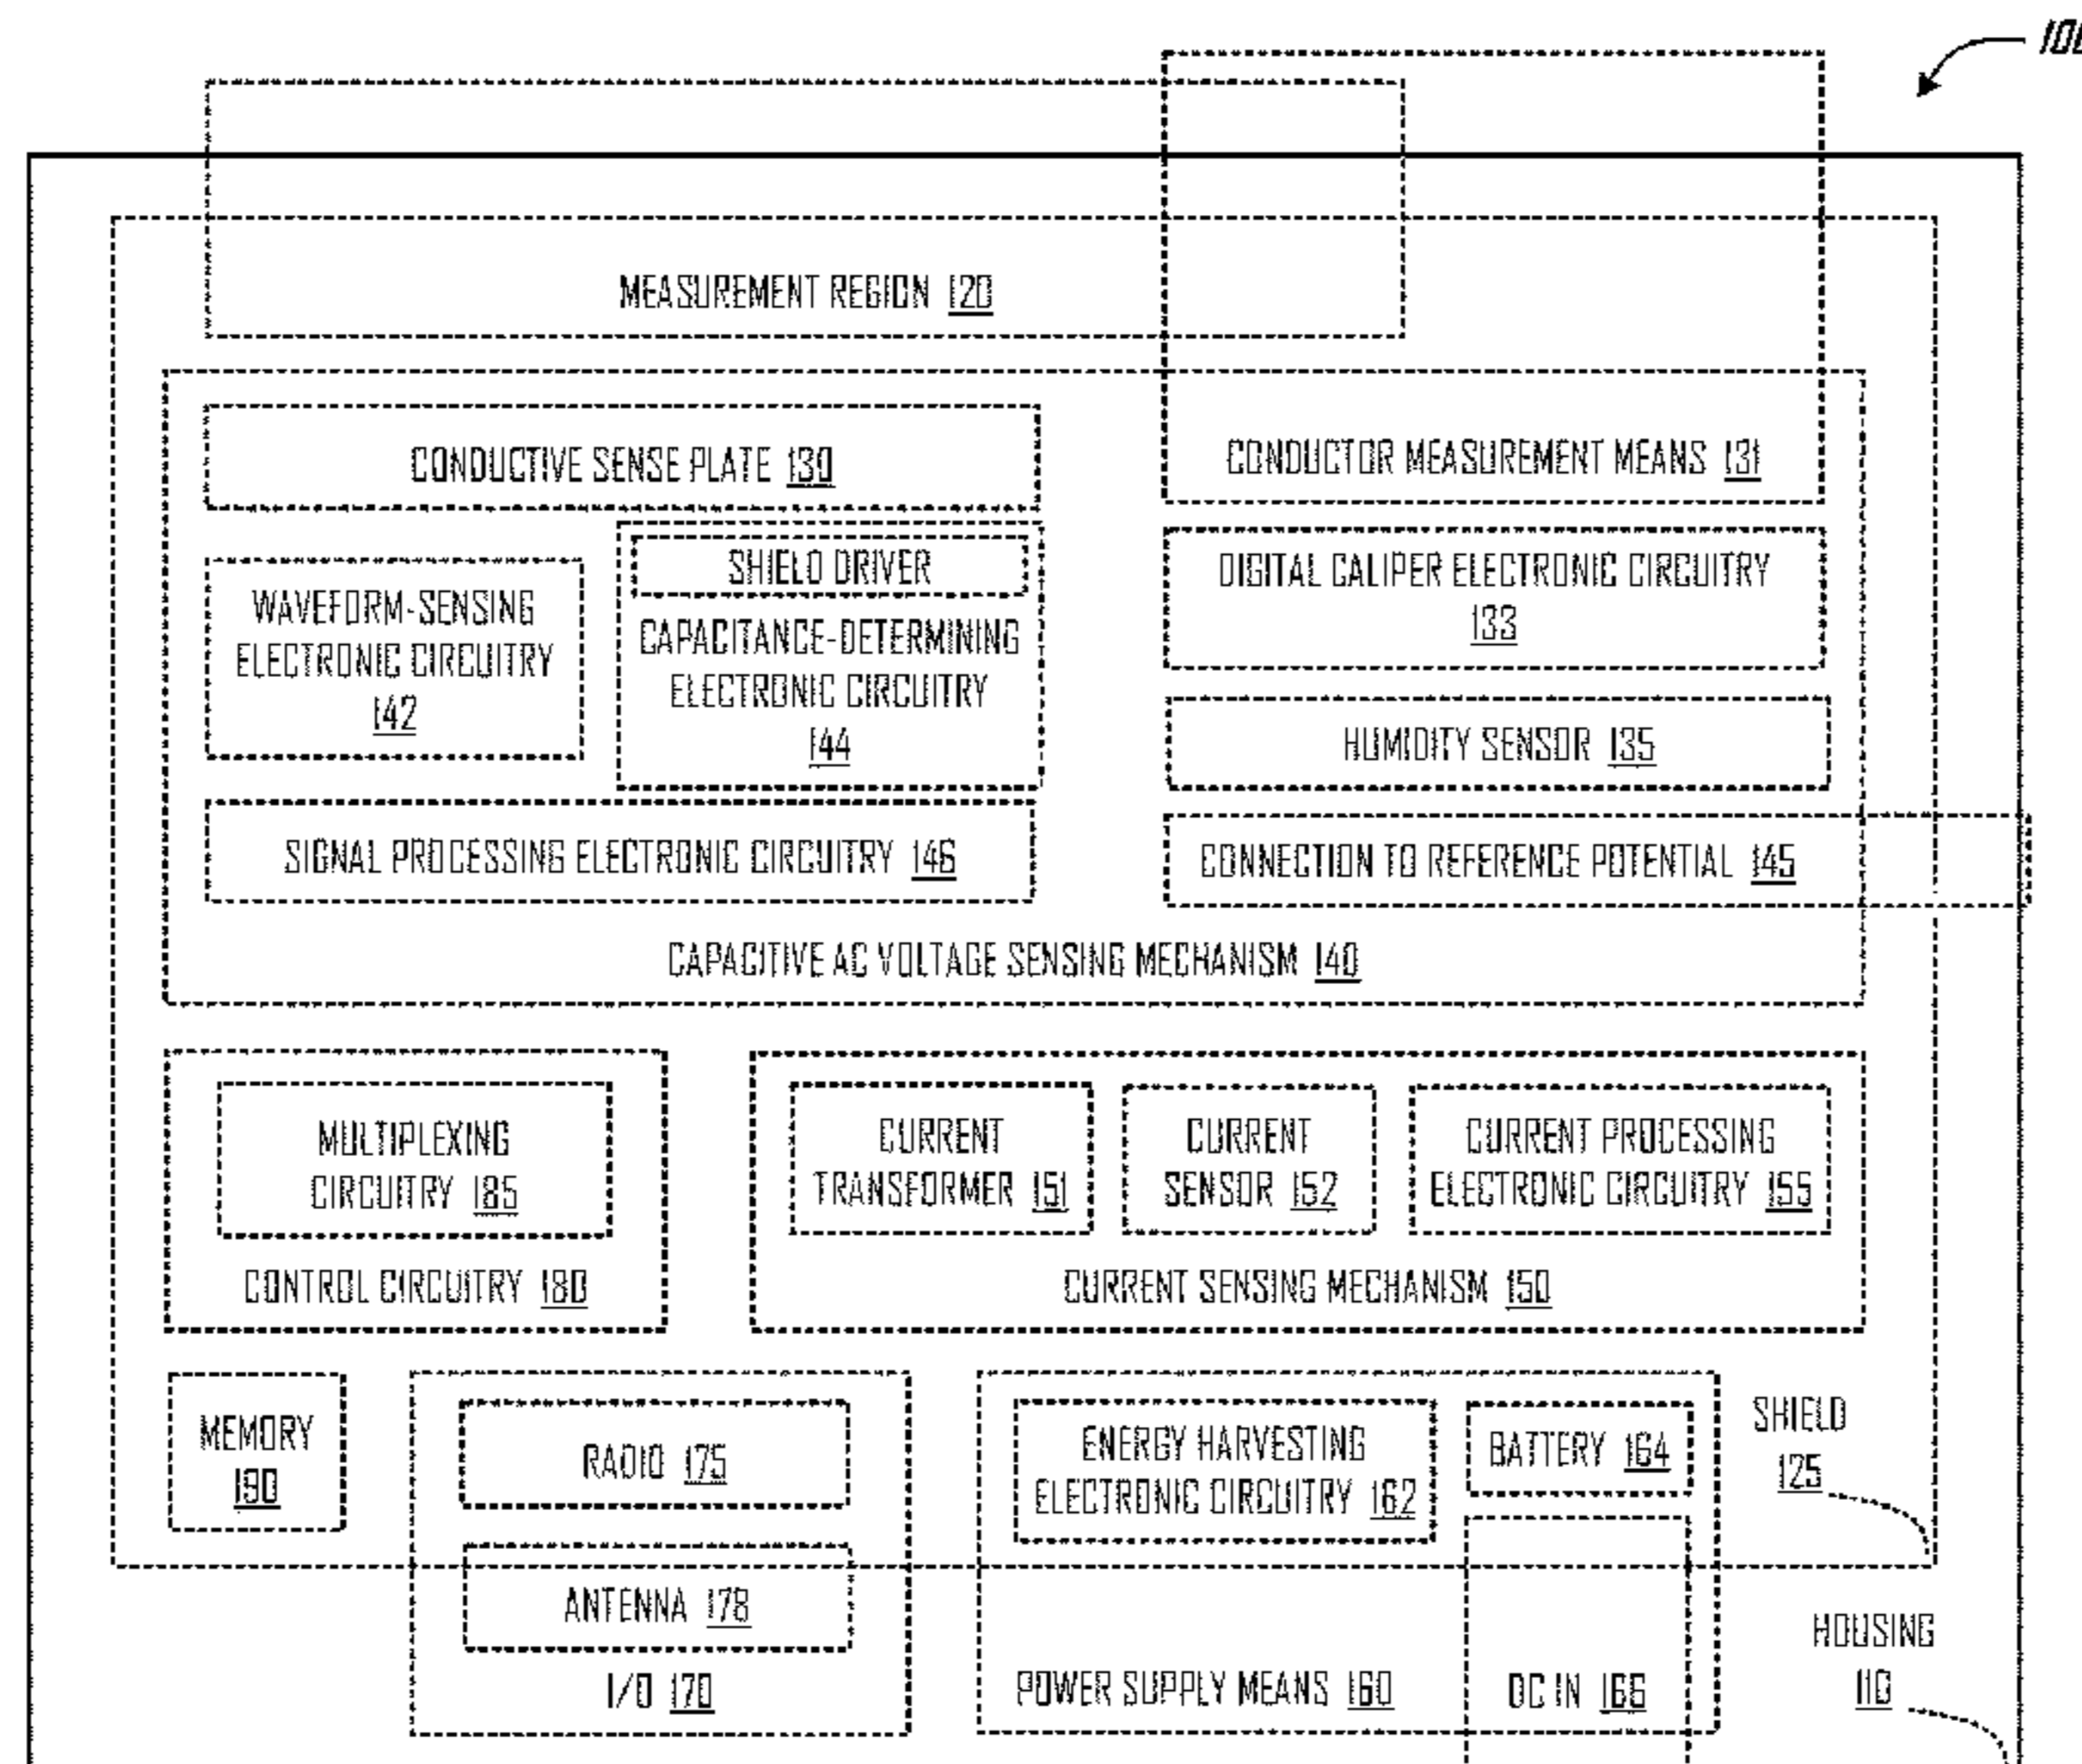 100
MEASUREMENT REGION 120
CONDUCTIVE SENSE PLATE 130
CONDUCTOR MEASUREMENT MEANS 131
SHIELD DRIVER
WAVEFORM-SENSING
ELECTRONIC CIRCUITRY
142
CAPACITANCE-DETERMINING
ELECTRONIC CIRCUITRY
144
DIGITAL CALIPER ELECTRONIC CIRCUITRY
133
HUMIDITY SENSOR 135
SIGNAL PROCESSING ELECTRONIC CIRCUITRY 146
CONNECTION TO REFERENCE POTENTIAL 145
CAPACITIVE AC VOLTAGE SENSING MECHANISM 140
MULTIPLEXING
CIRCUITRY 185
CONTROL CIRCUITRY 180
CURRENT
TRANSFORMER 151
CURRENT
SENSOR 152
CURRENT PROCESSING
ELECTRONIC CIRCUITRY 155
CURRENT SENSING MECHANISM 150
MEMORY
190
RADIO 175
ANTENNA 178
I/O 170
ENERGY HARVESTING
ELECTRONIC CIRCUITRY 162
BATTERY 164
POWER SUPPLY MEANS 160
DC IN 166
SHIELD
125
HOUSING
110